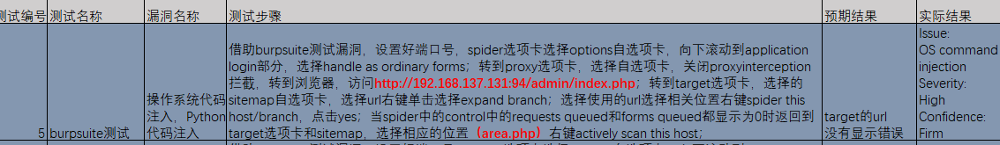 测试编号 测试名称 漏洞名称 测试步骤 预期结果 实际结果
借助burpsuite测试漏洞，设置好端口号，spider选项卡选择options自选项卡，向下滚动到application
login部分，选择handle as ordinary forms；转到proxy选项卡，选择自选项卡，关闭proxyinterception
拦截，转到浏览器，访问http://192.168.137.131:94/admin/index.php；转到target选项卡，选择的
sitemap自选项卡，选择url右键单击选择expand branch；选择使用的url选择相关位置右键spider this
host/branch，点击yes；当spider中的control中的requests queued和forms queued都显示为0时返回到
target选项卡和sitemap，选择相应的位置（area.php）右键actively scan this host；
操作系统代码
注入，Python
代码注入
5 burpsuite测试
target的url
没有显示错误
Issue:
OS command
injection
Severity:
High
Confidence:
Firm